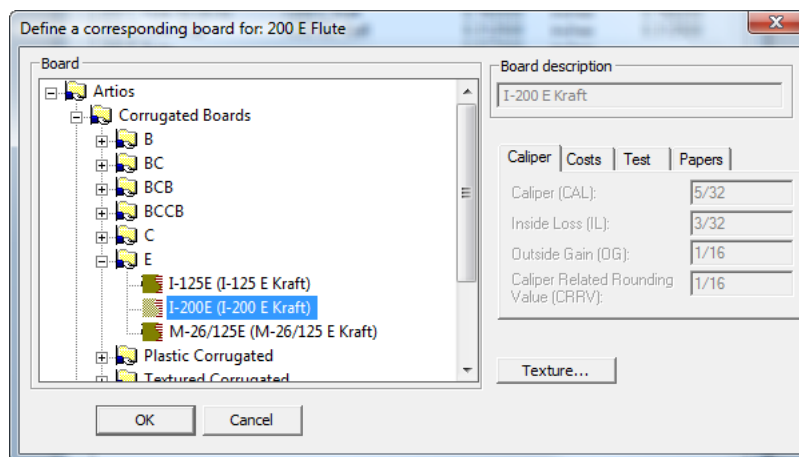 Define a corresponding board for: 200 E Flute
Board
Artios
Corrugated Boards
B
BC
BCB
BCCB
C
E
I-125E (I-125 E Kraft)
I-200E (I-200 E Kraft)
M-26/125E (M-26/125 E Kraft)
Plastic Corrugated
Textured Corrugated
OK Cancel
Board description
I-200 E Kraft
Caliper Costs Test Papers
Caliper (CAL): 5/32
Inside Loss (IL): 3/32
Outside Gain (OG): 1/16
Caliper Related Rounding
Value (CRRV): 1/16
Texture...